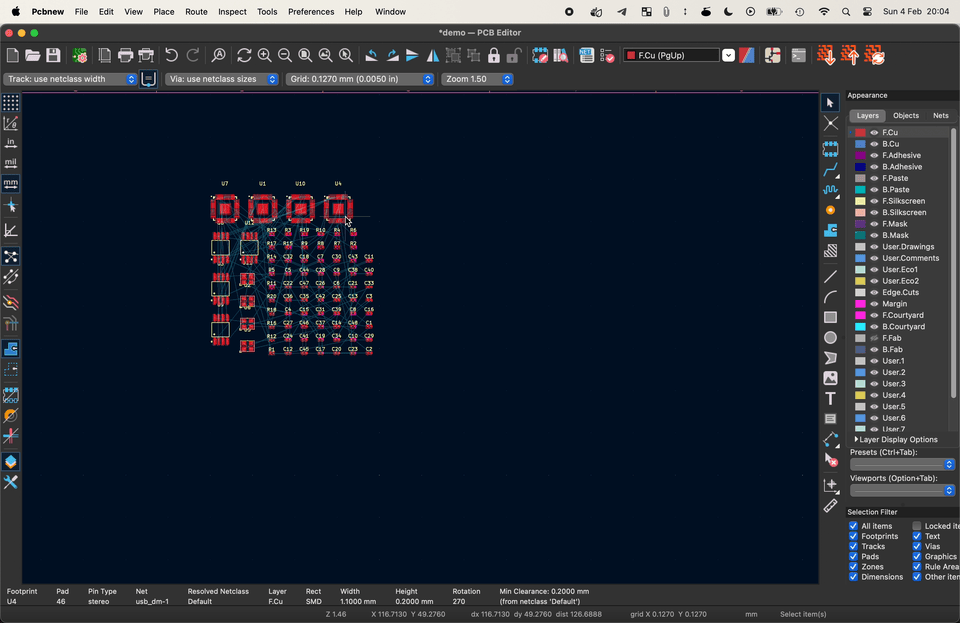 Pcbnew File Edit View Place Route Inspect Tools Preferences Help Window Sun 4 Feb 20:04
*demo — PCB Editor
F.Cu (PgUp)
Track: use netclass width Via: use netclass sizes Grid: 0.1270 mm (0.0050 in) Zoom 1.50
Appearance
Layers Objects Nets
F.Cu
B.Cu
F.Adhesive
B.Adhesive
F.Paste
B.Paste
F.Silkscreen
B.Silkscreen
F.Mask
B.Mask
User.Drawings
User.Comments
User.Eco1
User.Eco2
Edge.Cuts
Margin
F.Courtyard
B.Courtyard
F.Fab
B.Fab
User.1
User.2
User.3
User.4
User.5
User.6
User.7
Layer Display Options
Presets (Ctrl+Tab):
Viewports (Option+Tab):
Selection Filter
All items Locked ite
Footprints Text
Tracks Vias
Pads Graphics
Zones Rule Area
Dimensions Other iten
in
mil
mm
U7 U1 U10 U4
R13 R3 R19 R10 R4 R6
R17 R15 R9 R8 R7 R2
R14 C32 C18 C7 C30 C43 C11
R5 C5 C44 C28 C9 C38 C40
R11 C22 C47 C26 C6 C21 C33
R20 C36 C35 C42 C25 C13 C3
R18 C4 C15 C31 C39 C8 C16
R16 C27 C46 C37 C14 C48 C1
R12 C24 C41 C19 C34 C10 C29
R1 C12 C45 C17 C20 C23 C2
Footprint Pad Pin Type Net Resolved Netclass Layer Rect Width Height Rotation Min Clearance: 0.2000 mm
U4 46 stereo usb_dm-1 Default F.Cu SMD 1.1000 mm 0.2000 mm 270 (from netclass 'Default')
Z 1.46 X 116.7130 Y 49.2760 dx 116.7130 dy 49.2760 dist 126.6888 grid X 0.1270 Y 0.1270 mm Select item(s)